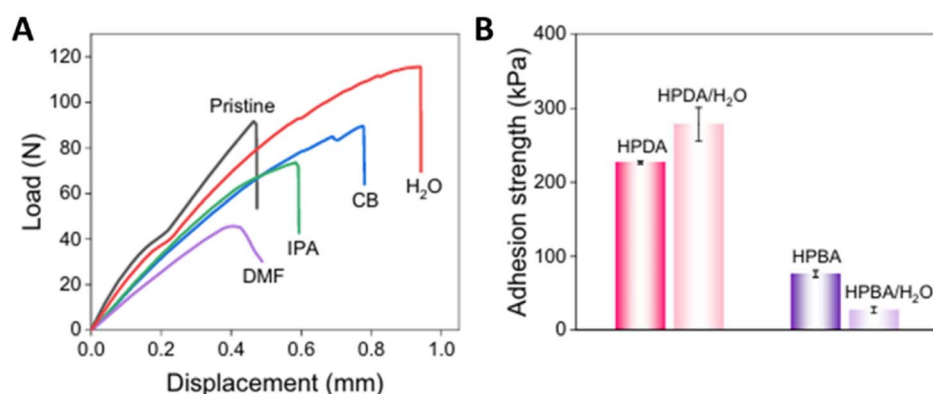 A
Load (N)
120
100
80
60
40
20
0
Pristine
H₂O
CB
IPA
DMF
0.0
0.2
0.4
0.6
0.8
1.0
Displacement (mm)
B
Adhesion strength (kPa)
400
300
200
100
0
HPDA/H₂O
HPDA
HPBA
HPBA/H₂O